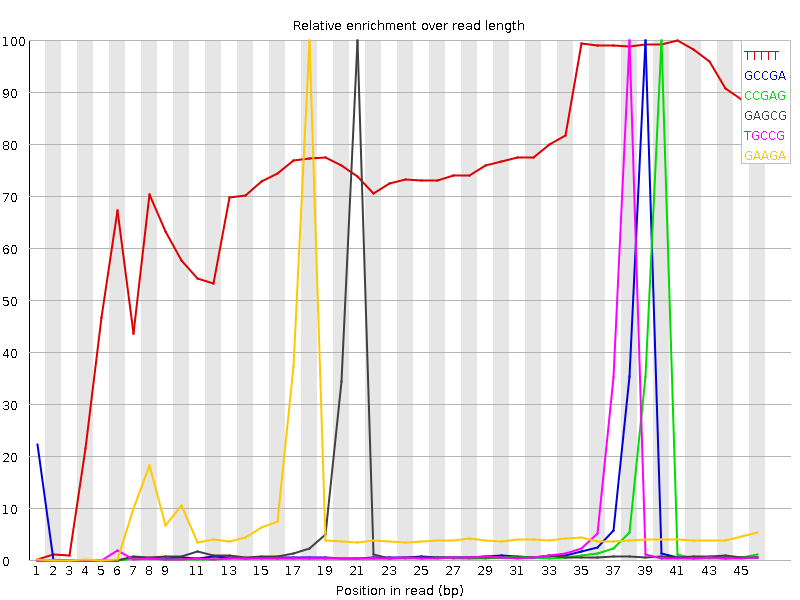 Relative enrichment over read length
100
90
80
70
60
50
40
30
20
10
0
TTTTT
GCCGA
CCGAG
GAGCG
TGCCG
GAAGA
1 2 3 4 5 6 7 8 9 11 13 15 17 19 21 23 25 27 29 31 33 35 37 39 41 43 45
Position in read (bp)